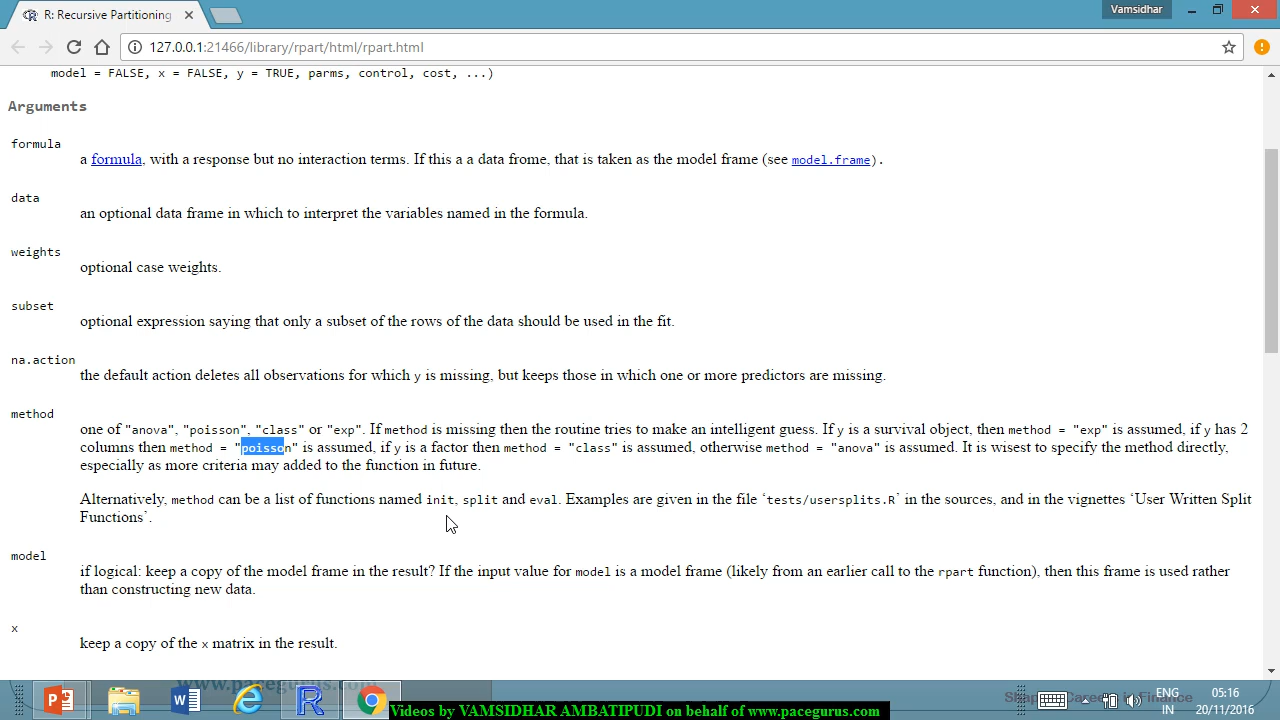 R: Recursive Partitioning
Vamsidhar
127.0.0.1:21466/library/rpart/html/rpart.html
model = FALSE, x = FALSE, y = TRUE, parms, control, cost, ...)
Arguments
formula
a formula, with a response but no interaction terms. If this a a data frome, that is taken as the model frame (see model.frame).
data
an optional data frame in which to interpret the variables named in the formula.
weights
optional case weights.
subset
optional expression saying that only a subset of the rows of the data should be used in the fit.
na.action
the default action deletes all observations for which y is missing, but keeps those in which one or more predictors are missing.
method
one of "anova", "poisson", "class" or "exp". If method is missing then the routine tries to make an intelligent guess. If y is a survival object, then method = "exp" is assumed, if y has 2
columns then method = "poisson" is assumed, if y is a factor then method = "class" is assumed, otherwise method = "anova" is assumed. It is wisest to specify the method directly,
especially as more criteria may added to the function in future.
Alternatively, method can be a list of functions named init, split and eval. Examples are given in the file ‘tests/usersplits.R’ in the sources, and in the vignettes ‘User Written Split
Functions’.
model
if logical: keep a copy of the model frame in the result? If the input value for model is a model frame (likely from an earlier call to the rpart function), then this frame is used rather
than constructing new data.
x
keep a copy of the x matrix in the result.
www.pacegurus.com
ENG
05:16
IN
20/11/2016
Videos by VAMSIDHAR AMBATIPUDI on behalf of www.pacegurus.com